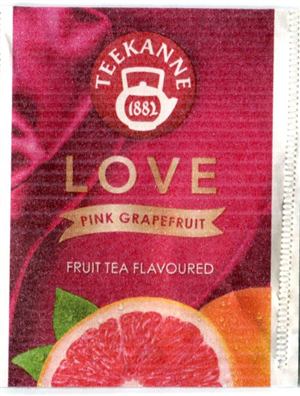 TEEKANNE
1882
LOVE
PINK GRAPEFRUIT
FRUIT TEA FLAVOURED